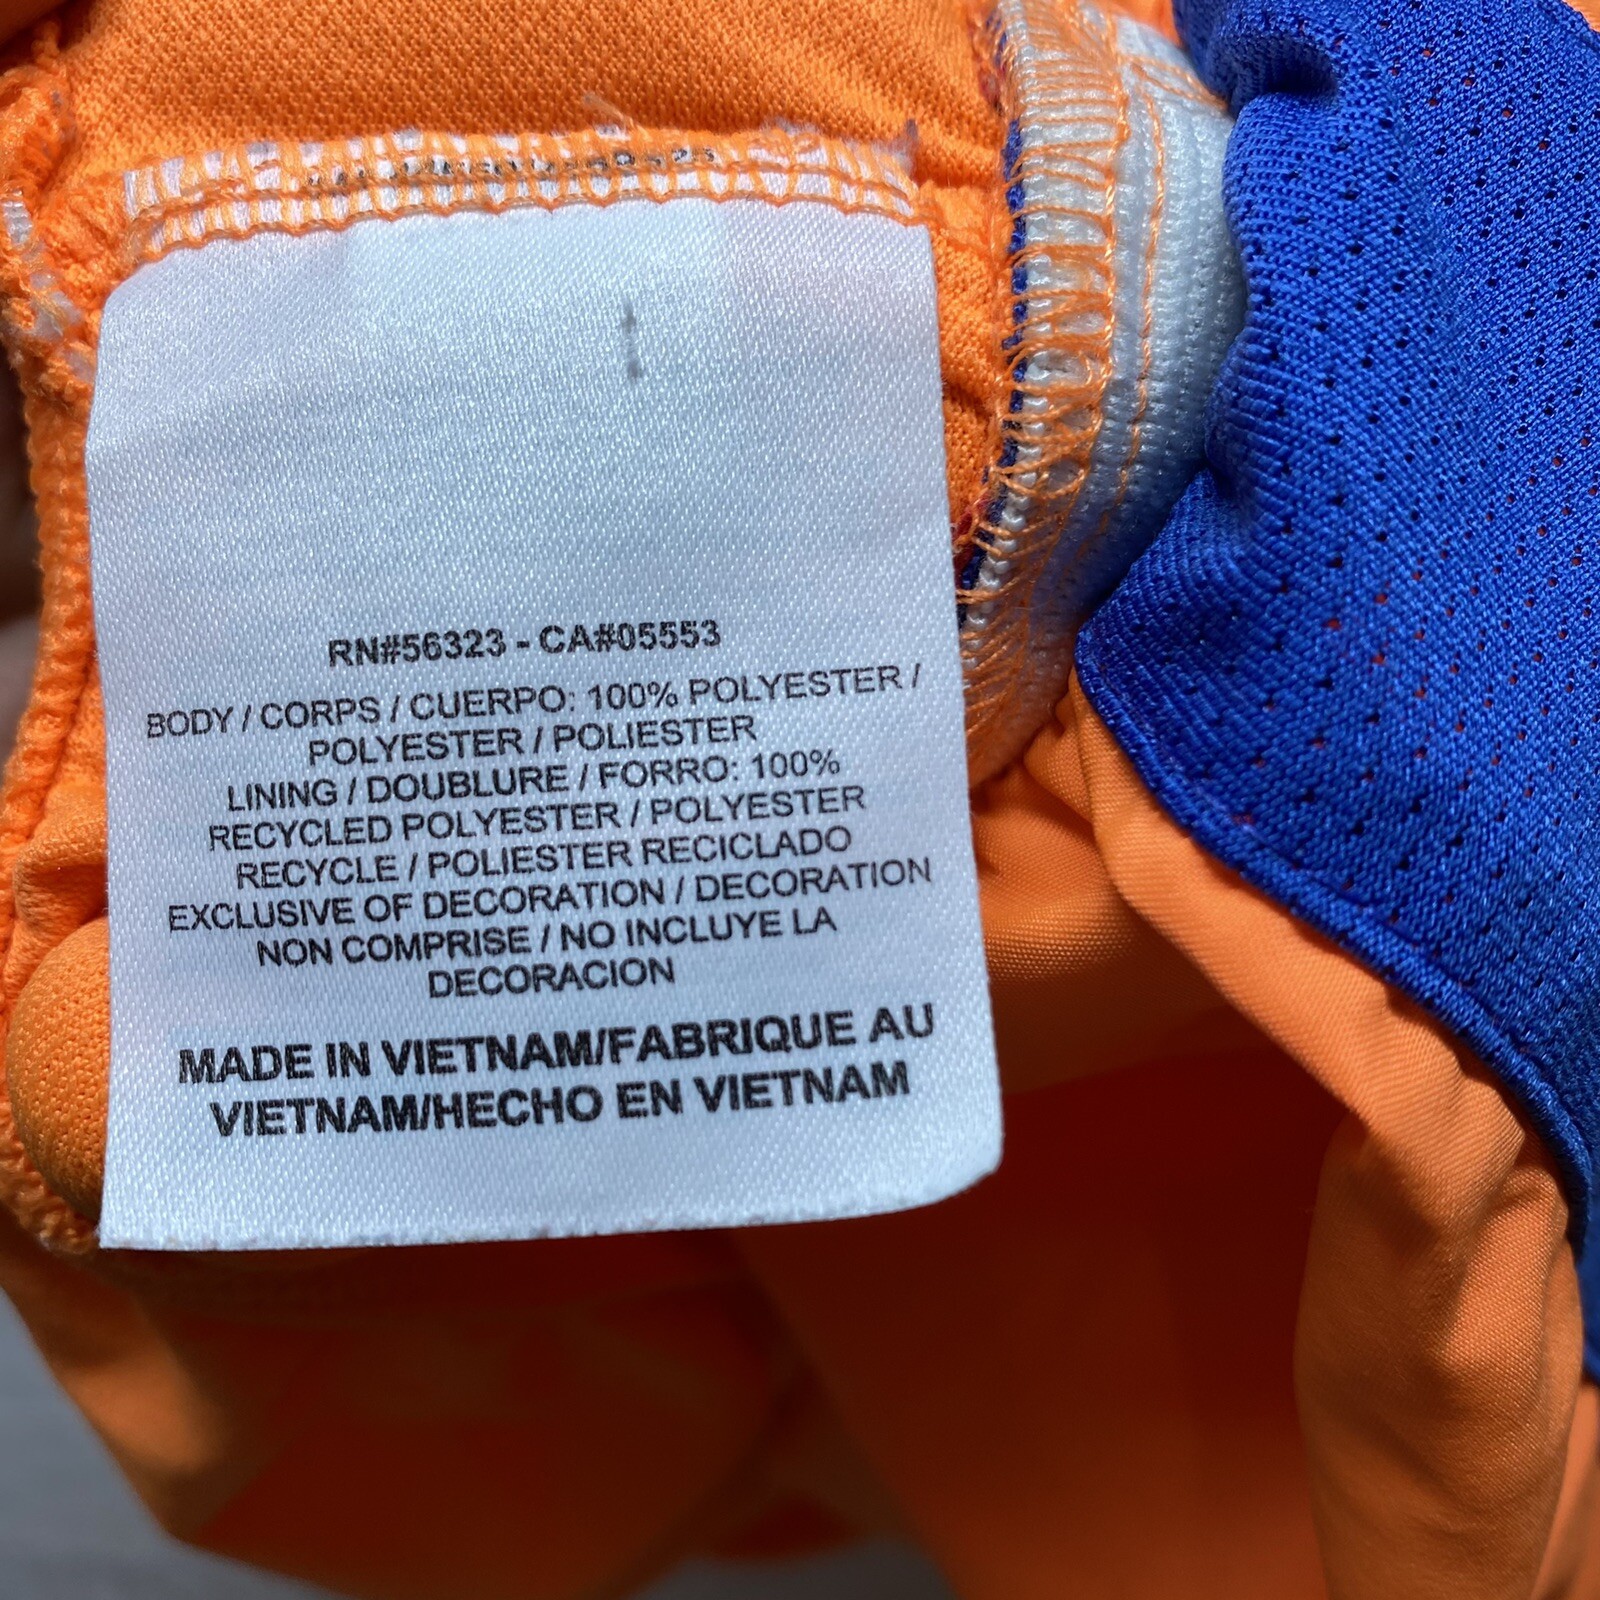 RN#56323 - CA#05553
BODY / CORPS / CUERPO: 100% POLYESTER /
POLYESTER / POLIESTER
LINING / DOUBLURE / FORRO: 100%
RECYCLED POLYESTER / POLYESTER
RECYCLE / POLIESTER RECICLADO
EXCLUSIVE OF DECORATION / DECORATION
NON COMPRISE / NO INCLUYE LA
DECORACION
MADE IN VIETNAM/FABRIQUE AU
VIETNAM/HECHO EN VIETNAM